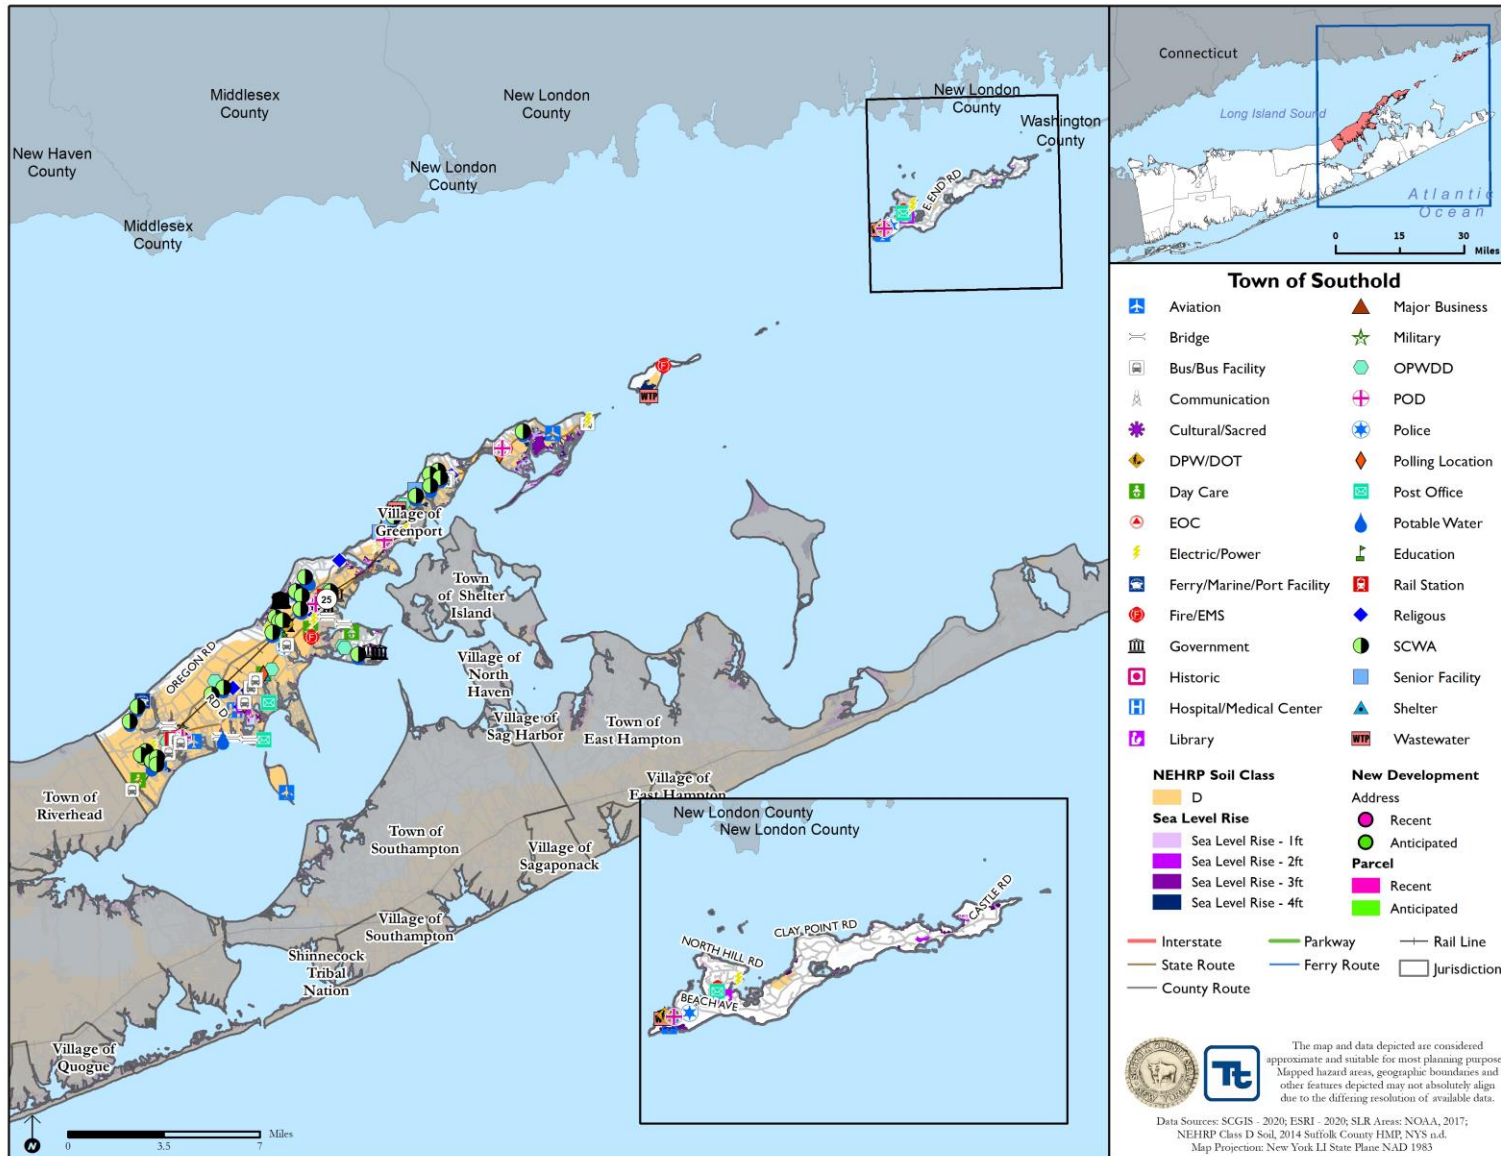 Middlesex
County
New London
County
New London
County
Washington
County
New Haven
County
New London
County
Middlesex
County
E.END RD
WTP
F
Village of
Greenport
Town
of Shelter
Island
25
F
OREGON RD
RD D
Village of
North
Haven
Village of
Sag Harbor
Town of
East Hampton
Village of
East Hampton
Town of
Riverhead
Town of
Southampton
Village of
Sagaponack
Village of
Southampton
Shinnecock
Tribal
Nation
Village of
Quogue
N
0 3.5 7 Miles
New London County
New London County
CASTLE RD
CLAY POINT RD
NORTH HILL RD
BEACH AVE
Connecticut
Long Island Sound
Atlantic
Ocean
0 15 30
Miles
Town of Southold
Aviation
Major Business
Bridge
Military
Bus/Bus Facility
OPWDD
Communication
POD
Cultural/Sacred
Police
DPW/DOT
Polling Location
Day Care
Post Office
EOC
Potable Water
Electric/Power
Education
Ferry/Marine/Port Facility
Rail Station
Fire/EMS
Religous
Government
SCWA
Historic
Senior Facility
Hospital/Medical Center
Shelter
Library
WTP Wastewater
NEHRP Soil Class
D
Sea Level Rise
Sea Level Rise - 1ft
Sea Level Rise - 2ft
Sea Level Rise - 3ft
Sea Level Rise - 4ft
New Development
Address
Recent
Anticipated
Parcel
Recent
Anticipated
Interstate
Parkway
Rail Line
State Route
Ferry Route
Jurisdiction
County Route
Tt
The map and data depicted are considered
approximate and suitable for most planning purpose
Mapped hazard areas, geographic boundaries and
other features depicted may not absolutely align
due to the differing resolution of available data.
Data Sources: SCGIS - 2020; ESRI - 2020; SLR Areas: NOAA, 2017;
NEHRP Class D Soil, 2014 Suffolk County HMP, NYS n.d.
Map Projection: New York LI State Plane NAD 1983